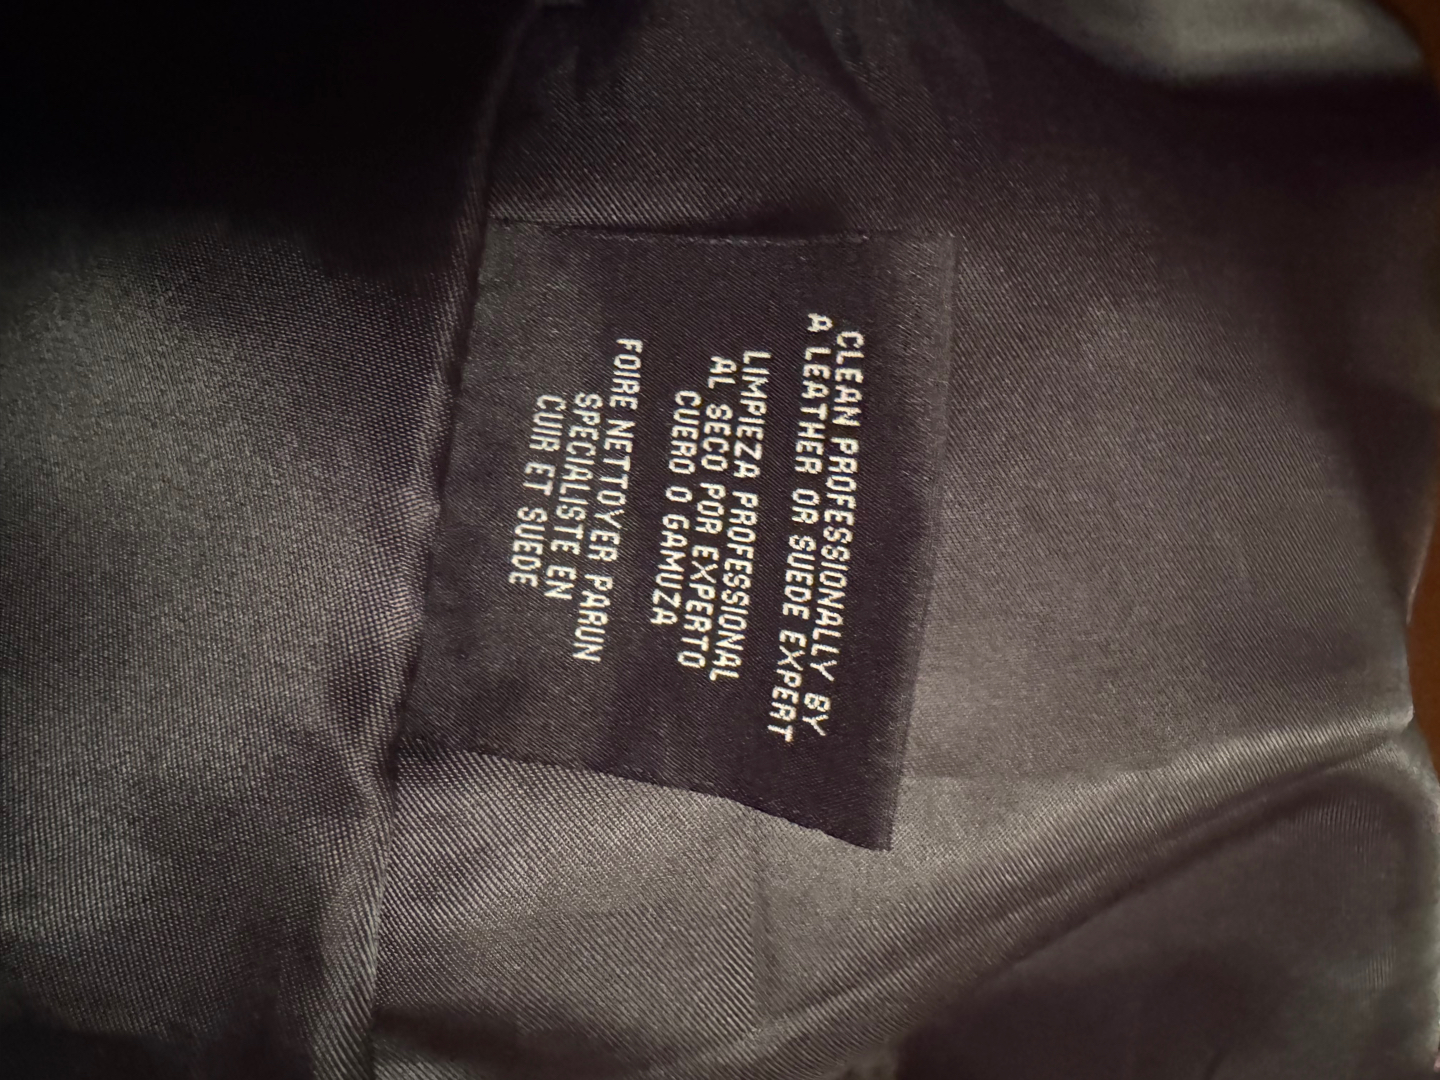 CLEAN PROFESSIONALLY BY
A LEATHER OR SUEDE EXPERT
LIMPIEZA PROFESSIONAL
AL SECO POR EXPERTO
CUERO O GAMUZA
FOIRE NETTOYER PARUN
SPECIALISTE EN
CUIR ET SUEDE